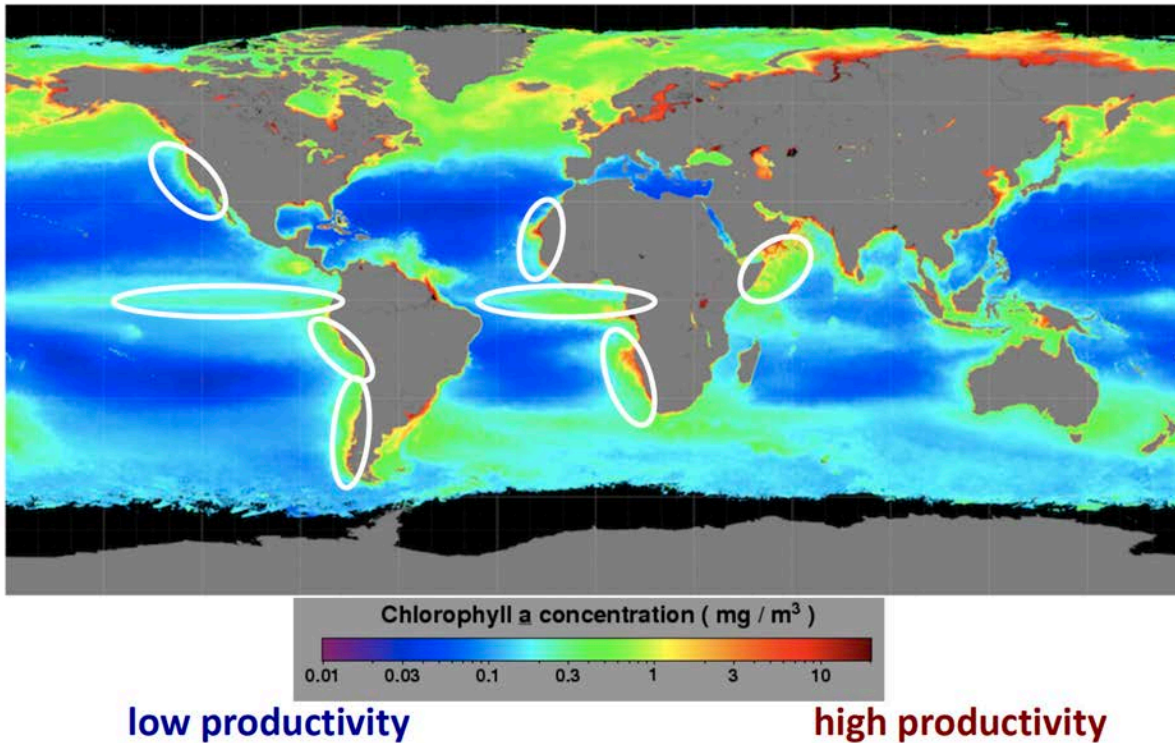 Chlorophyll a concentration ( mg / m³ )
0.01 0.03 0.1 0.3 1 3 10
low productivity high productivity